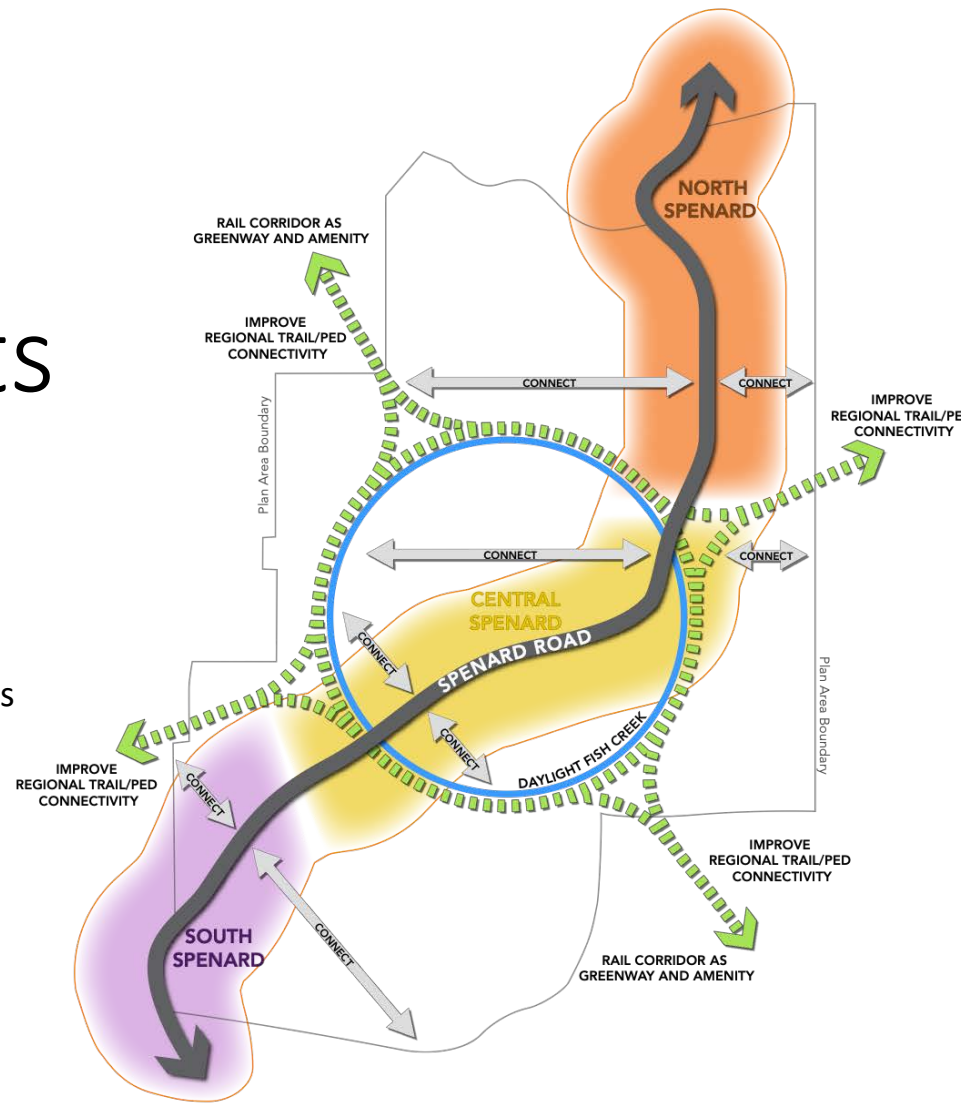 NORTH
SPENARD
RAIL CORRIDOR AS
GREENWAY AND AMENITY
IMPROVE
REGIONAL TRAIL/PED
CONNECTIVITY
ts
CONNECT
CONNECT
IMPROVE
REGIONAL TRAIL/PE
CONNECTIVITY
Plan Area Boundary
CONNECT
CONNECT
CENTRAL
SPENARD
SPENARD ROAD
CONNECT
s
CONNECT
DAYLIGHT FISH CREEK
Plan Area Boundary
IMPROVE
REGIONAL TRAIL/PED
CONNECTIVITY
CONNECT
IMPROVE
REGIONAL TRAIL/PED
CONNECTIVITY
SOUTH
SPENARD
CONNECT
RAIL CORRIDOR AS
GREENWAY AND AMENITY